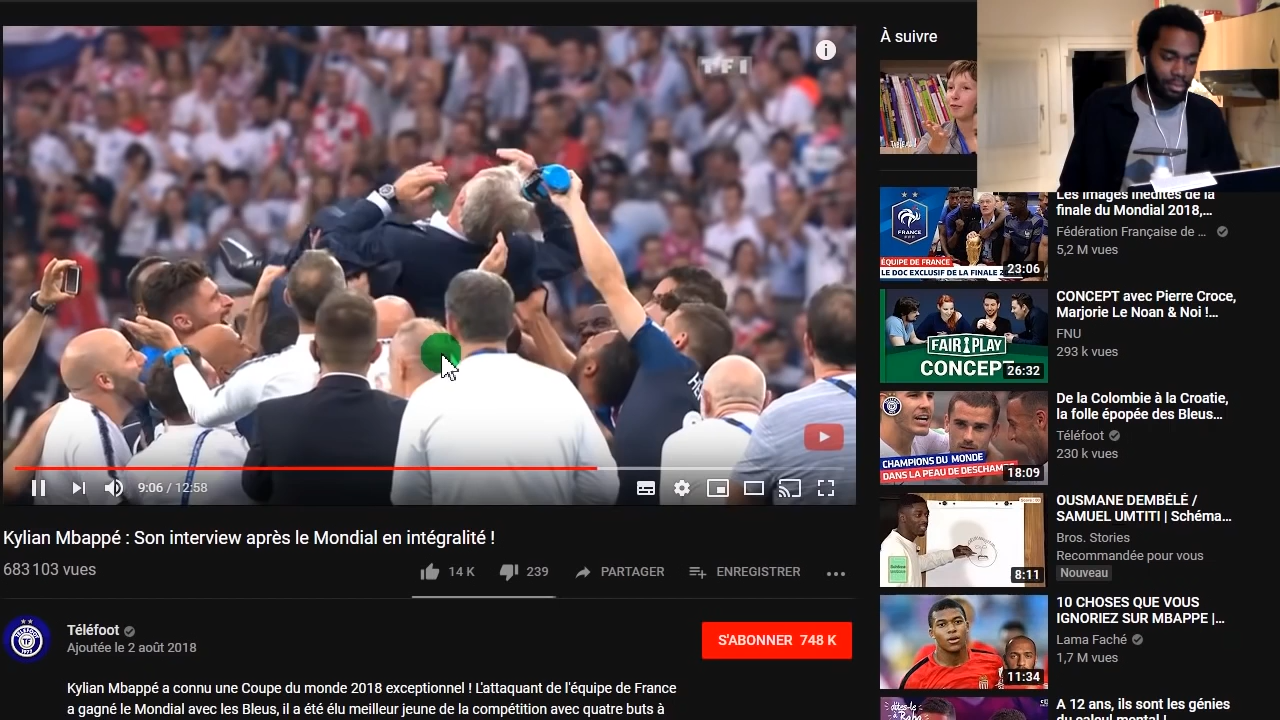 TF1
i
9:06 / 12:58
Kylian Mbappé : Son interview après le Mondial en intégralité !
683 103 vues
14 K
239
PARTAGER
ENREGISTRER
Téléfoot
Ajoutée le 2 août 2018
S'ABONNER 748 K
Kylian Mbappé a connu une Coupe du monde 2018 exceptionnel ! L'attaquant de l'équipe de France
a gagné le Mondial avec les Bleus, il a été élu meilleur jeune de la compétition avec quatre buts à
À suivre
FRANCE
ÉQUIPE DE FRANCE
LE DOC EXCLUSIF DE LA FINALE 2
23:06
Les images inédites de la
finale du Mondial 2018,...
Fédération Française de ...
5,2 M vues
FAIR PLAY
CONCEPT
26:32
CONCEPT avec Pierre Croce,
Marjorie Le Noan & Noi !...
FNU
293 k vues
CHAMPIONS DU MONDE
DANS LA PEAU DE DESCHAM
18:09
De la Colombie à la Croatie,
la folle épopée des Bleus...
Téléfoot
230 k vues
8:11
OUSMANE DEMBÉLÉ /
SAMUEL UMTITI | Schéma...
Bros. Stories
Recommandée pour vous
Nouveau
11:34
10 CHOSES QUE VOUS
IGNORIEZ SUR MBAPPE |...
Lama Faché
1,7 M vues
A 12 ans, ils sont les génies
du calcul mental !